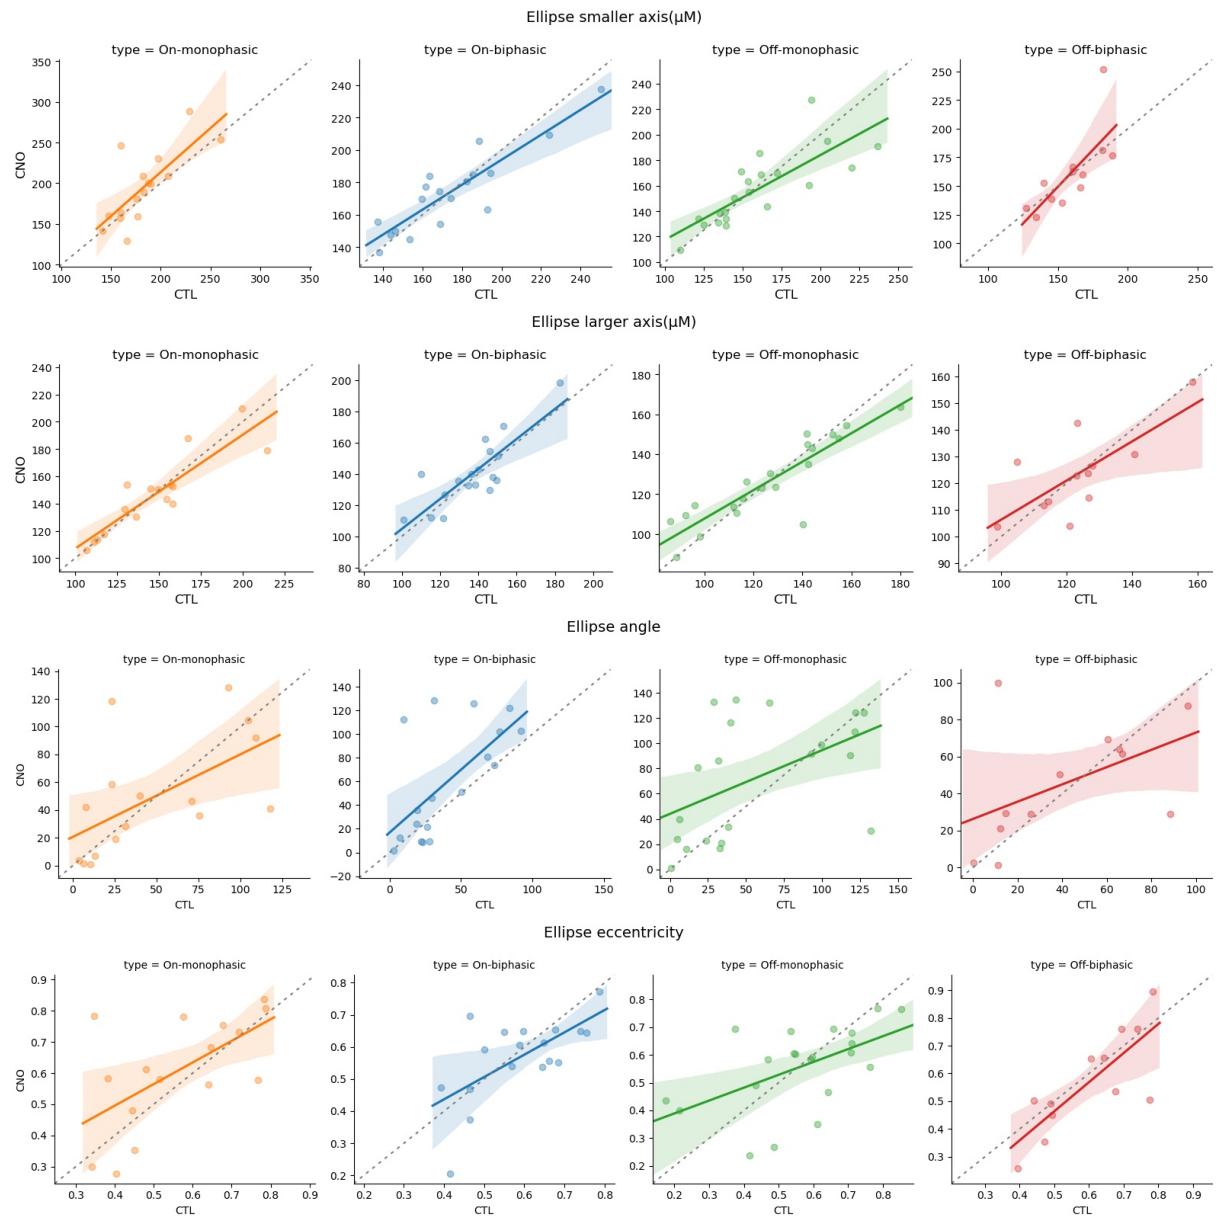 Ellipse smaller axis(μM)
type = On-monophasic type = On-biphasic type = Off-monophasic type = Off-biphasic
350 300 250 200 150 100
240 220 200 180 160 140
240 220 200 180 160 140 120 100
250 225 200 175 150 125 100
CNO
100 150 200 250 300 350
140 160 180 200 220 240
100 125 150 175 200 225 250
100 125 150 175 200 225 250
CTL CTL CTL CTL
Ellipse larger axis(μM)
type = On-monophasic type = On-biphasic type = Off-monophasic type = Off-biphasic
240 220 200 180 160 140 120 100
200 180 160 140 120 100 80
180 160 140 120 100
160 150 140 130 120 110 100 90
CNO
100 125 150 175 200 225
80 100 120 140 160 180 200
100 120 140 160 180
100 120 140 160
CTL CTL CTL CTL
Ellipse angle
type = On-monophasic type = On-biphasic type = Off-monophasic type = Off-biphasic
140 120 100 80 60 40 20 0
140 120 100 80 60 40 20 0 −20
140 120 100 80 60 40 20 0
100 80 60 40 20 0
CNO
0 25 50 75 100 125
0 50 100 150
0 25 50 75 100 125 150
0 20 40 60 80 100
CTL CTL CTL CTL
Ellipse eccentricity
type = On-monophasic type = On-biphasic type = Off-monophasic type = Off-biphasic
0.9 0.8 0.7 0.6 0.5 0.4 0.3
0.8 0.7 0.6 0.5 0.4 0.3 0.2
0.8 0.7 0.6 0.5 0.4 0.3 0.2
0.9 0.8 0.7 0.6 0.5 0.4 0.3
CNO
0.3 0.4 0.5 0.6 0.7 0.8 0.9
0.2 0.3 0.4 0.5 0.6 0.7 0.8
0.2 0.3 0.4 0.5 0.6 0.7 0.8
0.3 0.4 0.5 0.6 0.7 0.8 0.9
CTL CTL CTL CTL